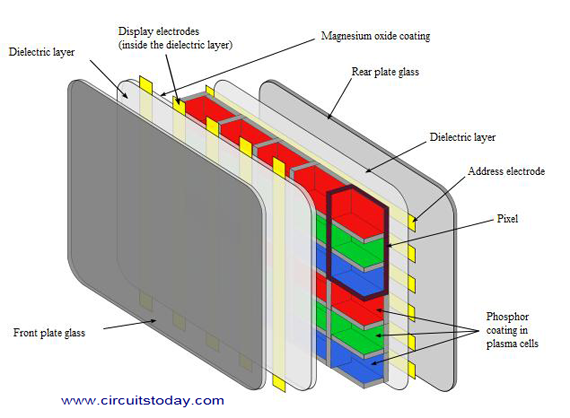 Display electrodes
(inside the dielectric layer)
Magnesium oxide coating
Dielectric layer
Rear plate glass
Dielectric layer
Address electrode
Pixel
Phosphor
coating in
plasma cells
Front plate glass
www.circuitstoday.com